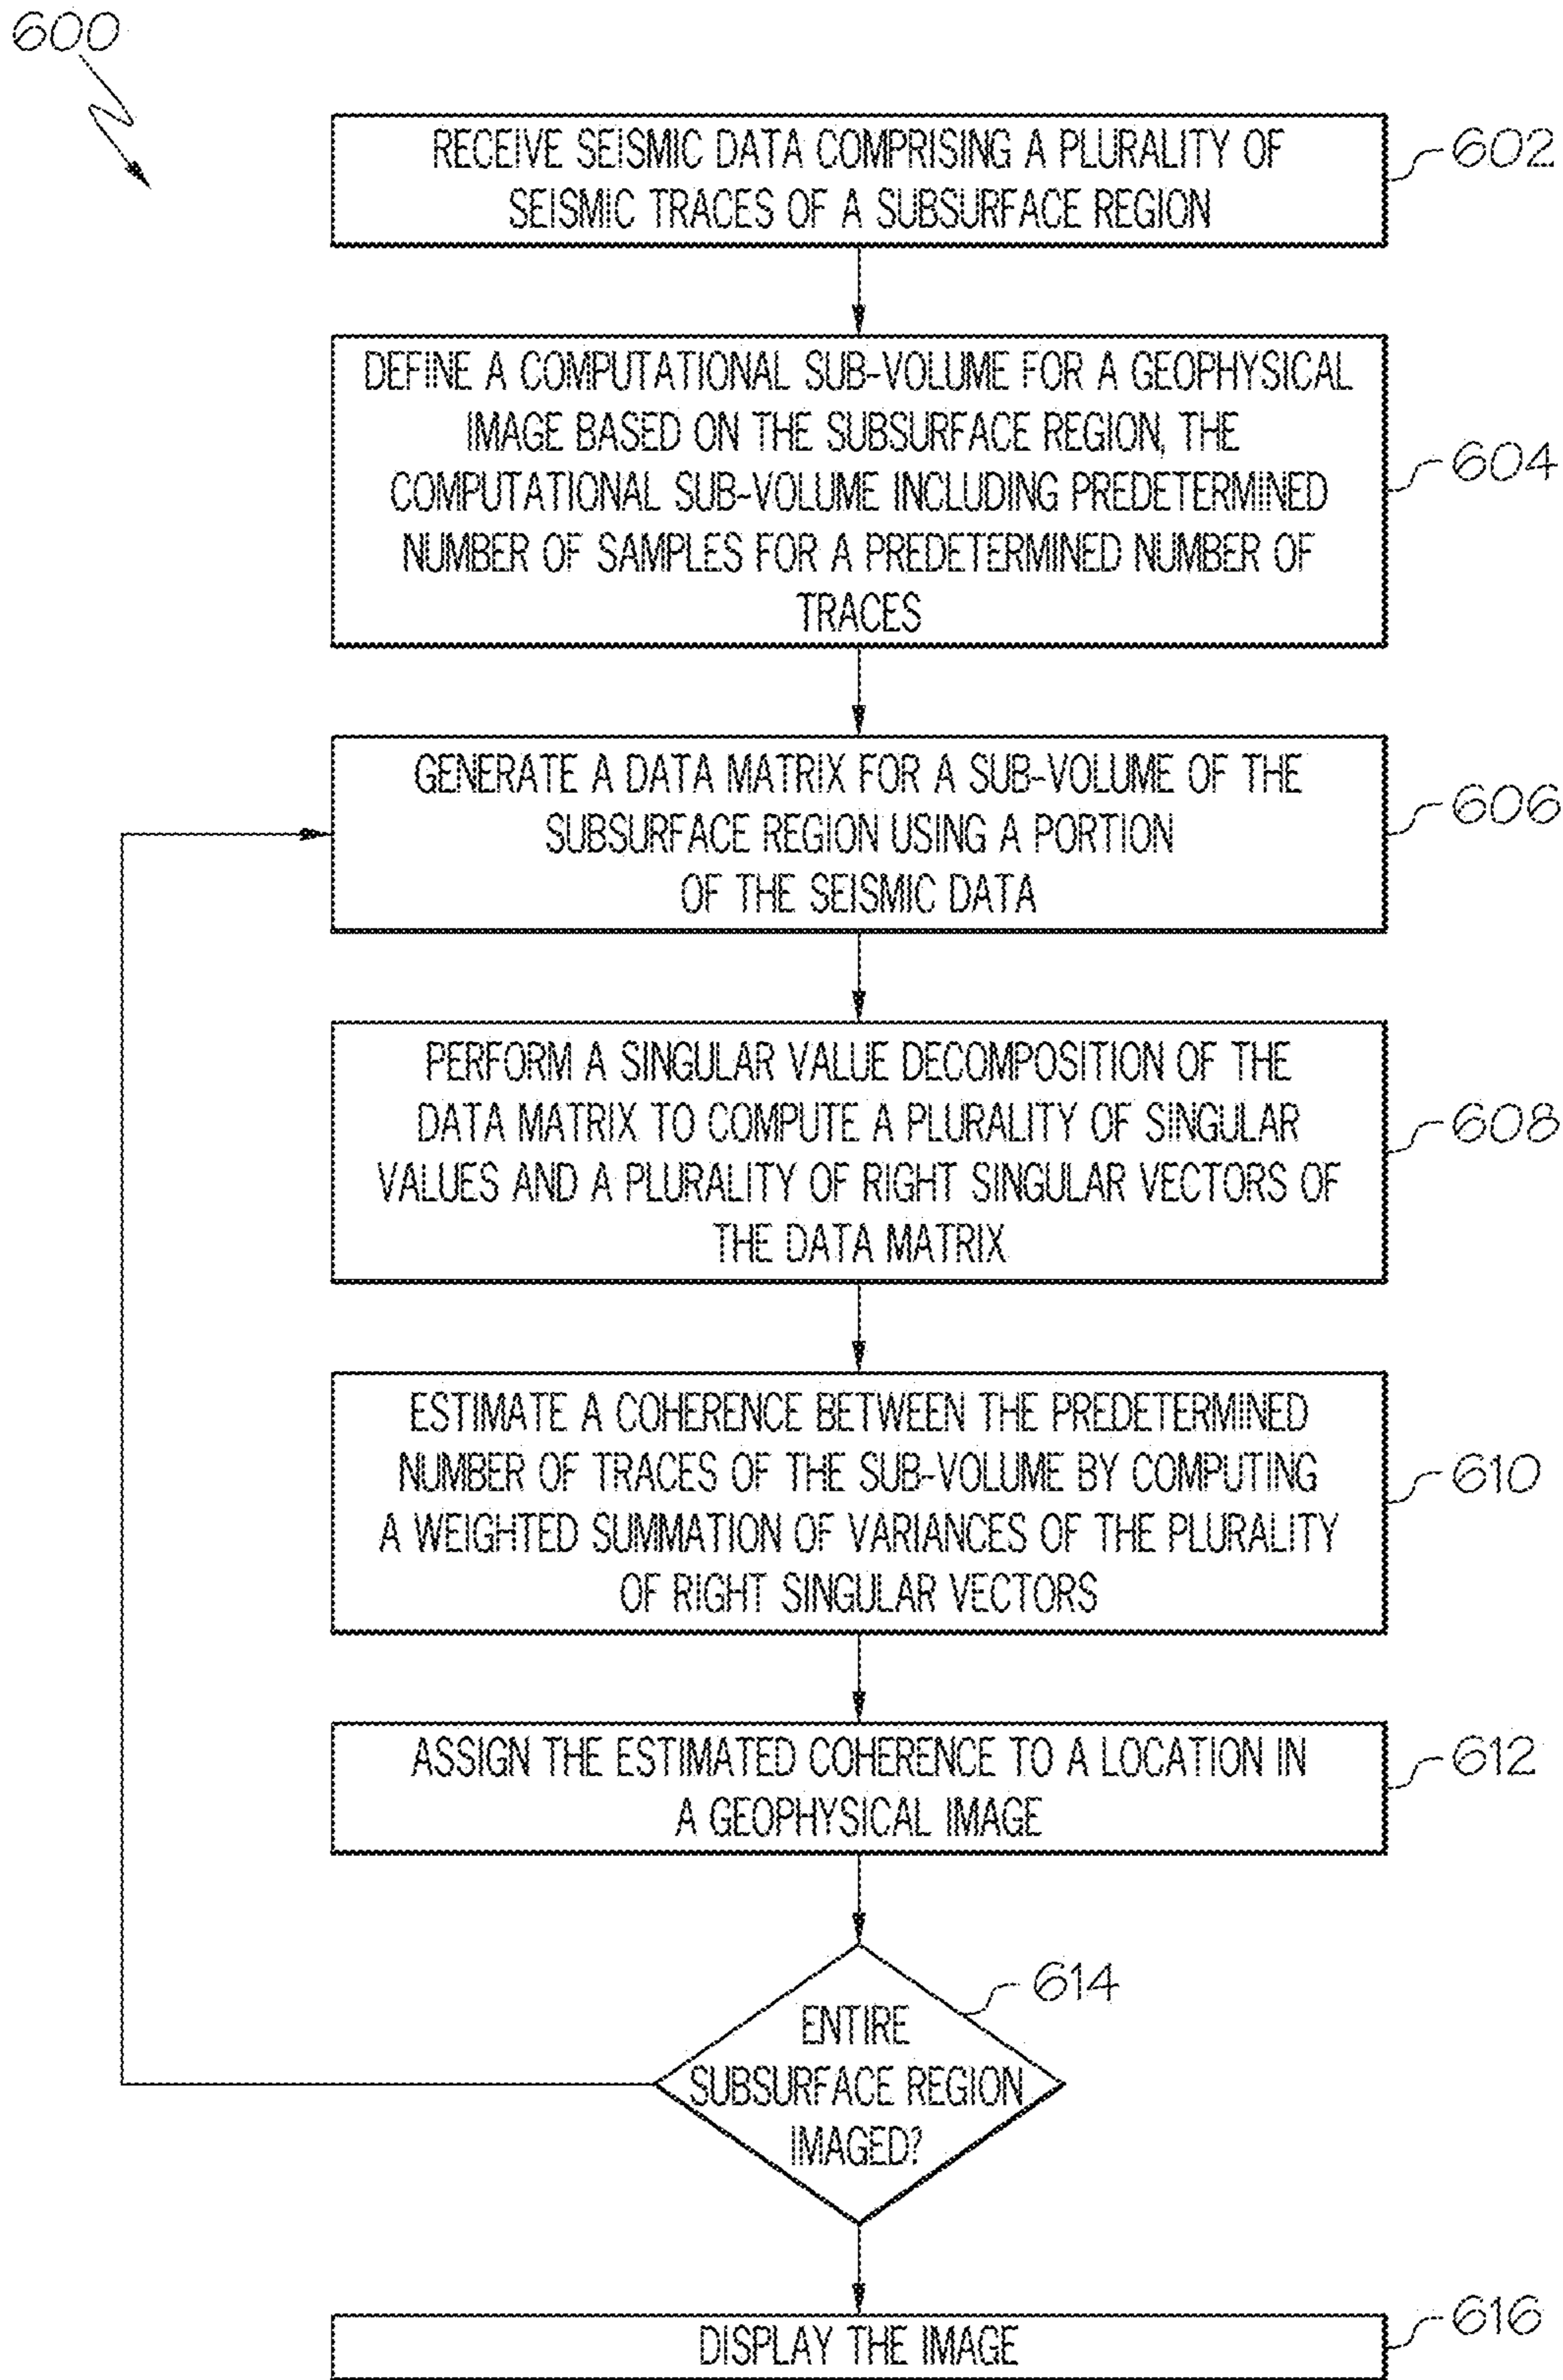 600
RECEIVE SEISMIC DATA COMPRISING A PLURALITY OF
SEISMIC TRACES OF A SUBSURFACE REGION
602
DEFINE A COMPUTATIONAL SUB-VOLUME FOR A GEOPHYSICAL
IMAGE BASED ON THE SUBSURFACE REGION, THE
COMPUTATIONAL SUB-VOLUME INCLUDING PREDETERMINED
NUMBER OF SAMPLES FOR A PREDETERMINED NUMBER OF
TRACES
604
GENERATE A DATA MATRIX FOR A SUB-VOLUME OF THE
SUBSURFACE REGION USING A PORTION
OF THE SEISMIC DATA
606
PERFORM A SINGULAR VALUE DECOMPOSITION OF THE
DATA MATRIX TO COMPUTE A PLURALITY OF SINGULAR
VALUES AND A PLURALITY OF RIGHT SINGULAR VECTORS OF
THE DATA MATRIX
608
ESTIMATE A COHERENCE BETWEEN THE PREDETERMINED
NUMBER OF TRACES OF THE SUB-VOLUME BY COMPUTING
A WEIGHTED SUMMATION OF VARIANCES OF THE PLURALITY
OF RIGHT SINGULAR VECTORS
610
ASSIGN THE ESTIMATED COHERENCE TO A LOCATION IN
A GEOPHYSICAL IMAGE
612
614
ENTIRE
SUBSURFACE REGION
IMAGED?
DISPLAY THE IMAGE
616